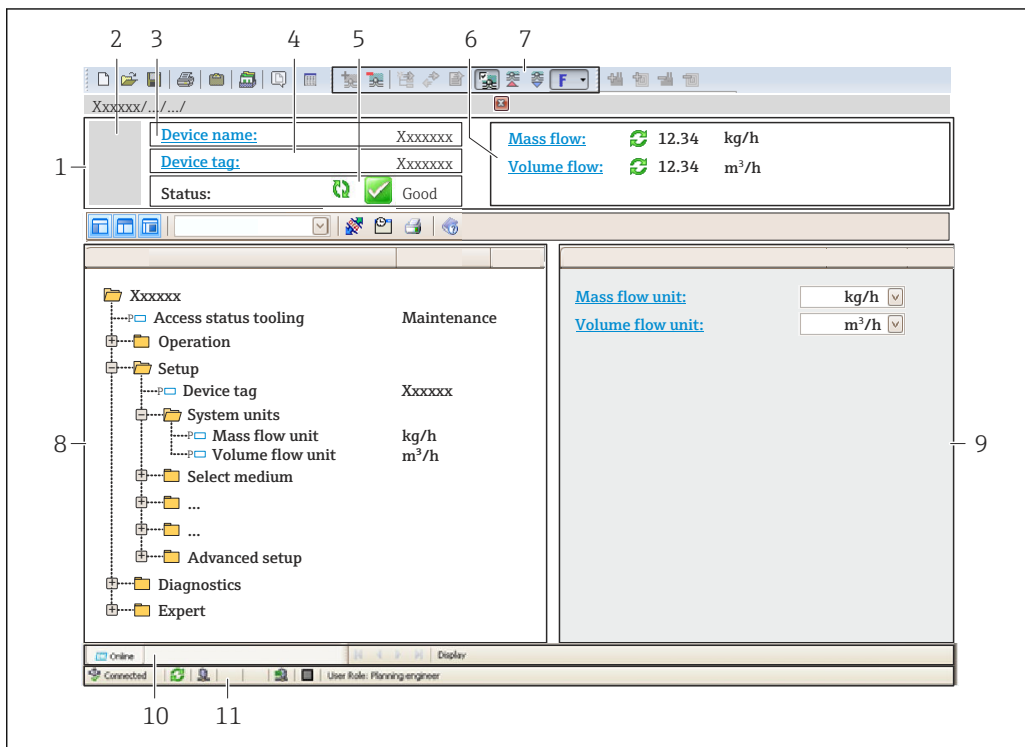 2 3 4 5 6 7
F
Xxxxxx/.../.../
1
Device name: Xxxxxxx
Device tag: Xxxxxxx
Status: Good
Mass flow: 12.34 kg/h
Volume flow: 12.34 m³/h
8
Xxxxxx
P Access status tooling Maintenance
Operation
Setup
P Device tag Xxxxxx
System units
P Mass flow unit kg/h
P Volume flow unit m³/h
Select medium
...
...
Advanced setup
Diagnostics
Expert
Mass flow unit: kg/h
Volume flow unit: m³/h
9
Online Display
Connected User Role: Planning engineer
10 11